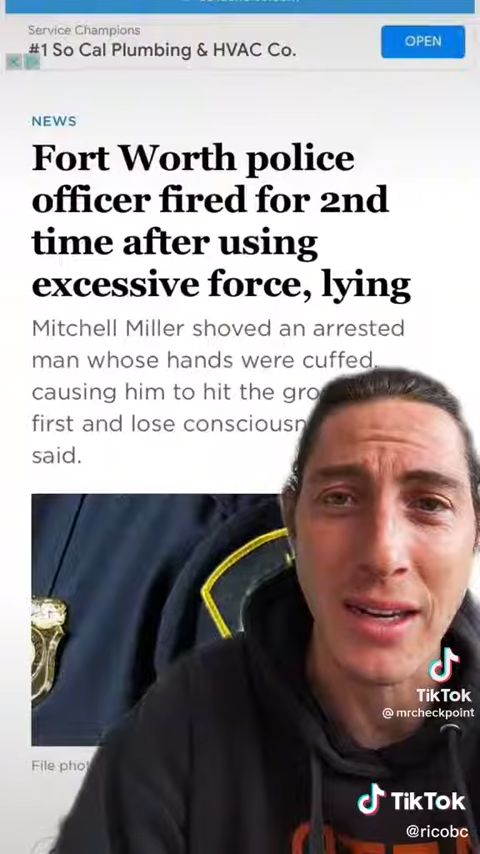 Service Champions
#1 So Cal Plumbing & HVAC Co.
OPEN
NEWS
Fort Worth police
officer fired for 2nd
time after using
excessive force, lying
Mitchell Miller shoved an arrested
man whose hands were cuffed,
causing him to hit the
first and lose
said.
File
TikTok
@mrcheckpoint
TikTok
@ricobc